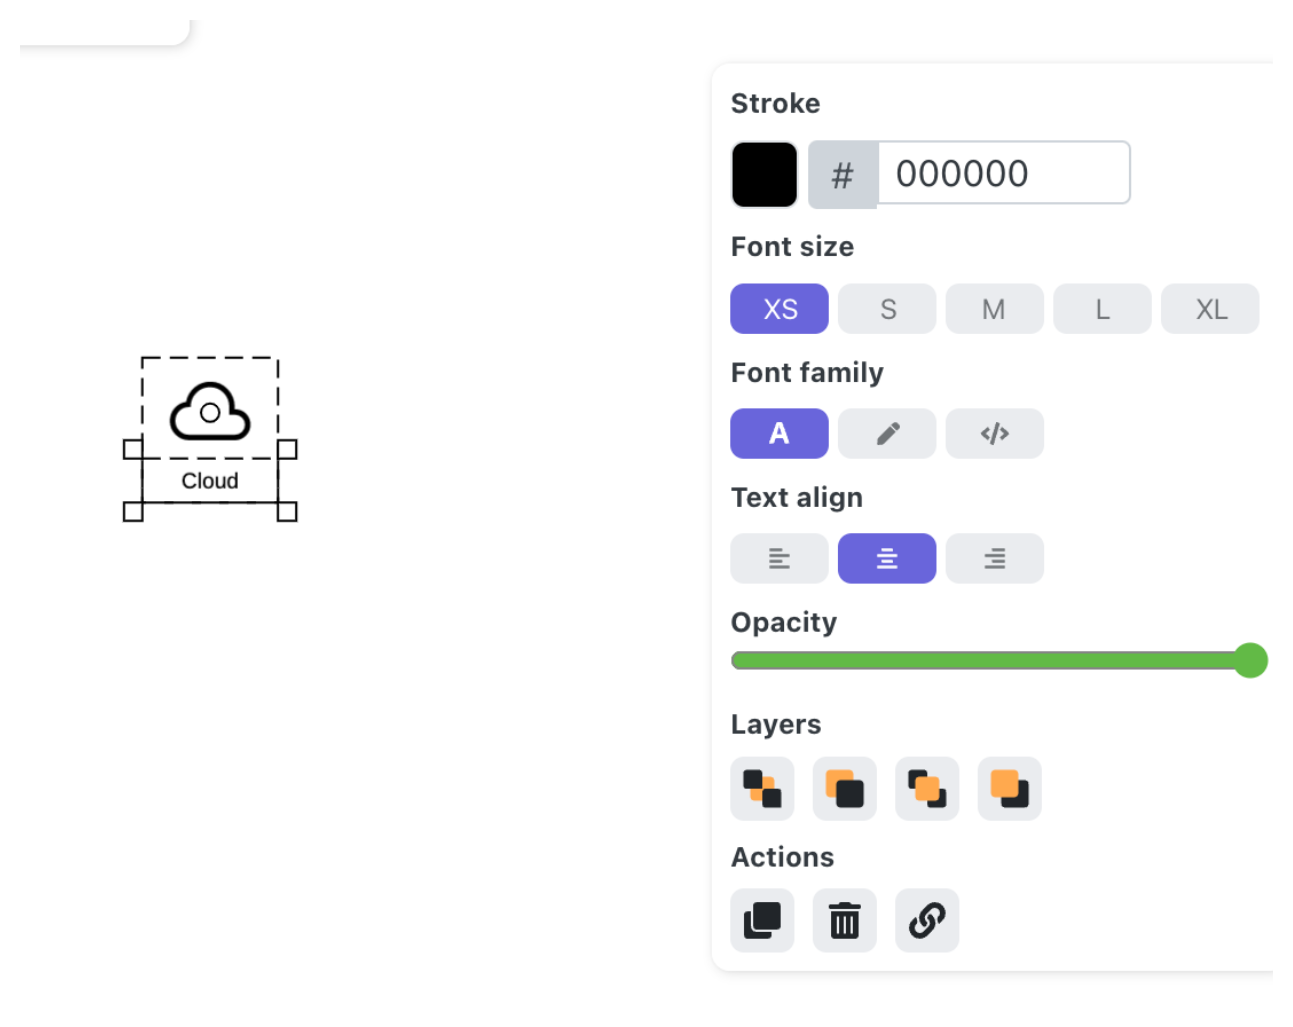 Stroke
# 000000
Font size
XS S M L XL
Font family
A </>
Cloud
Text align
Opacity
Layers
Actions